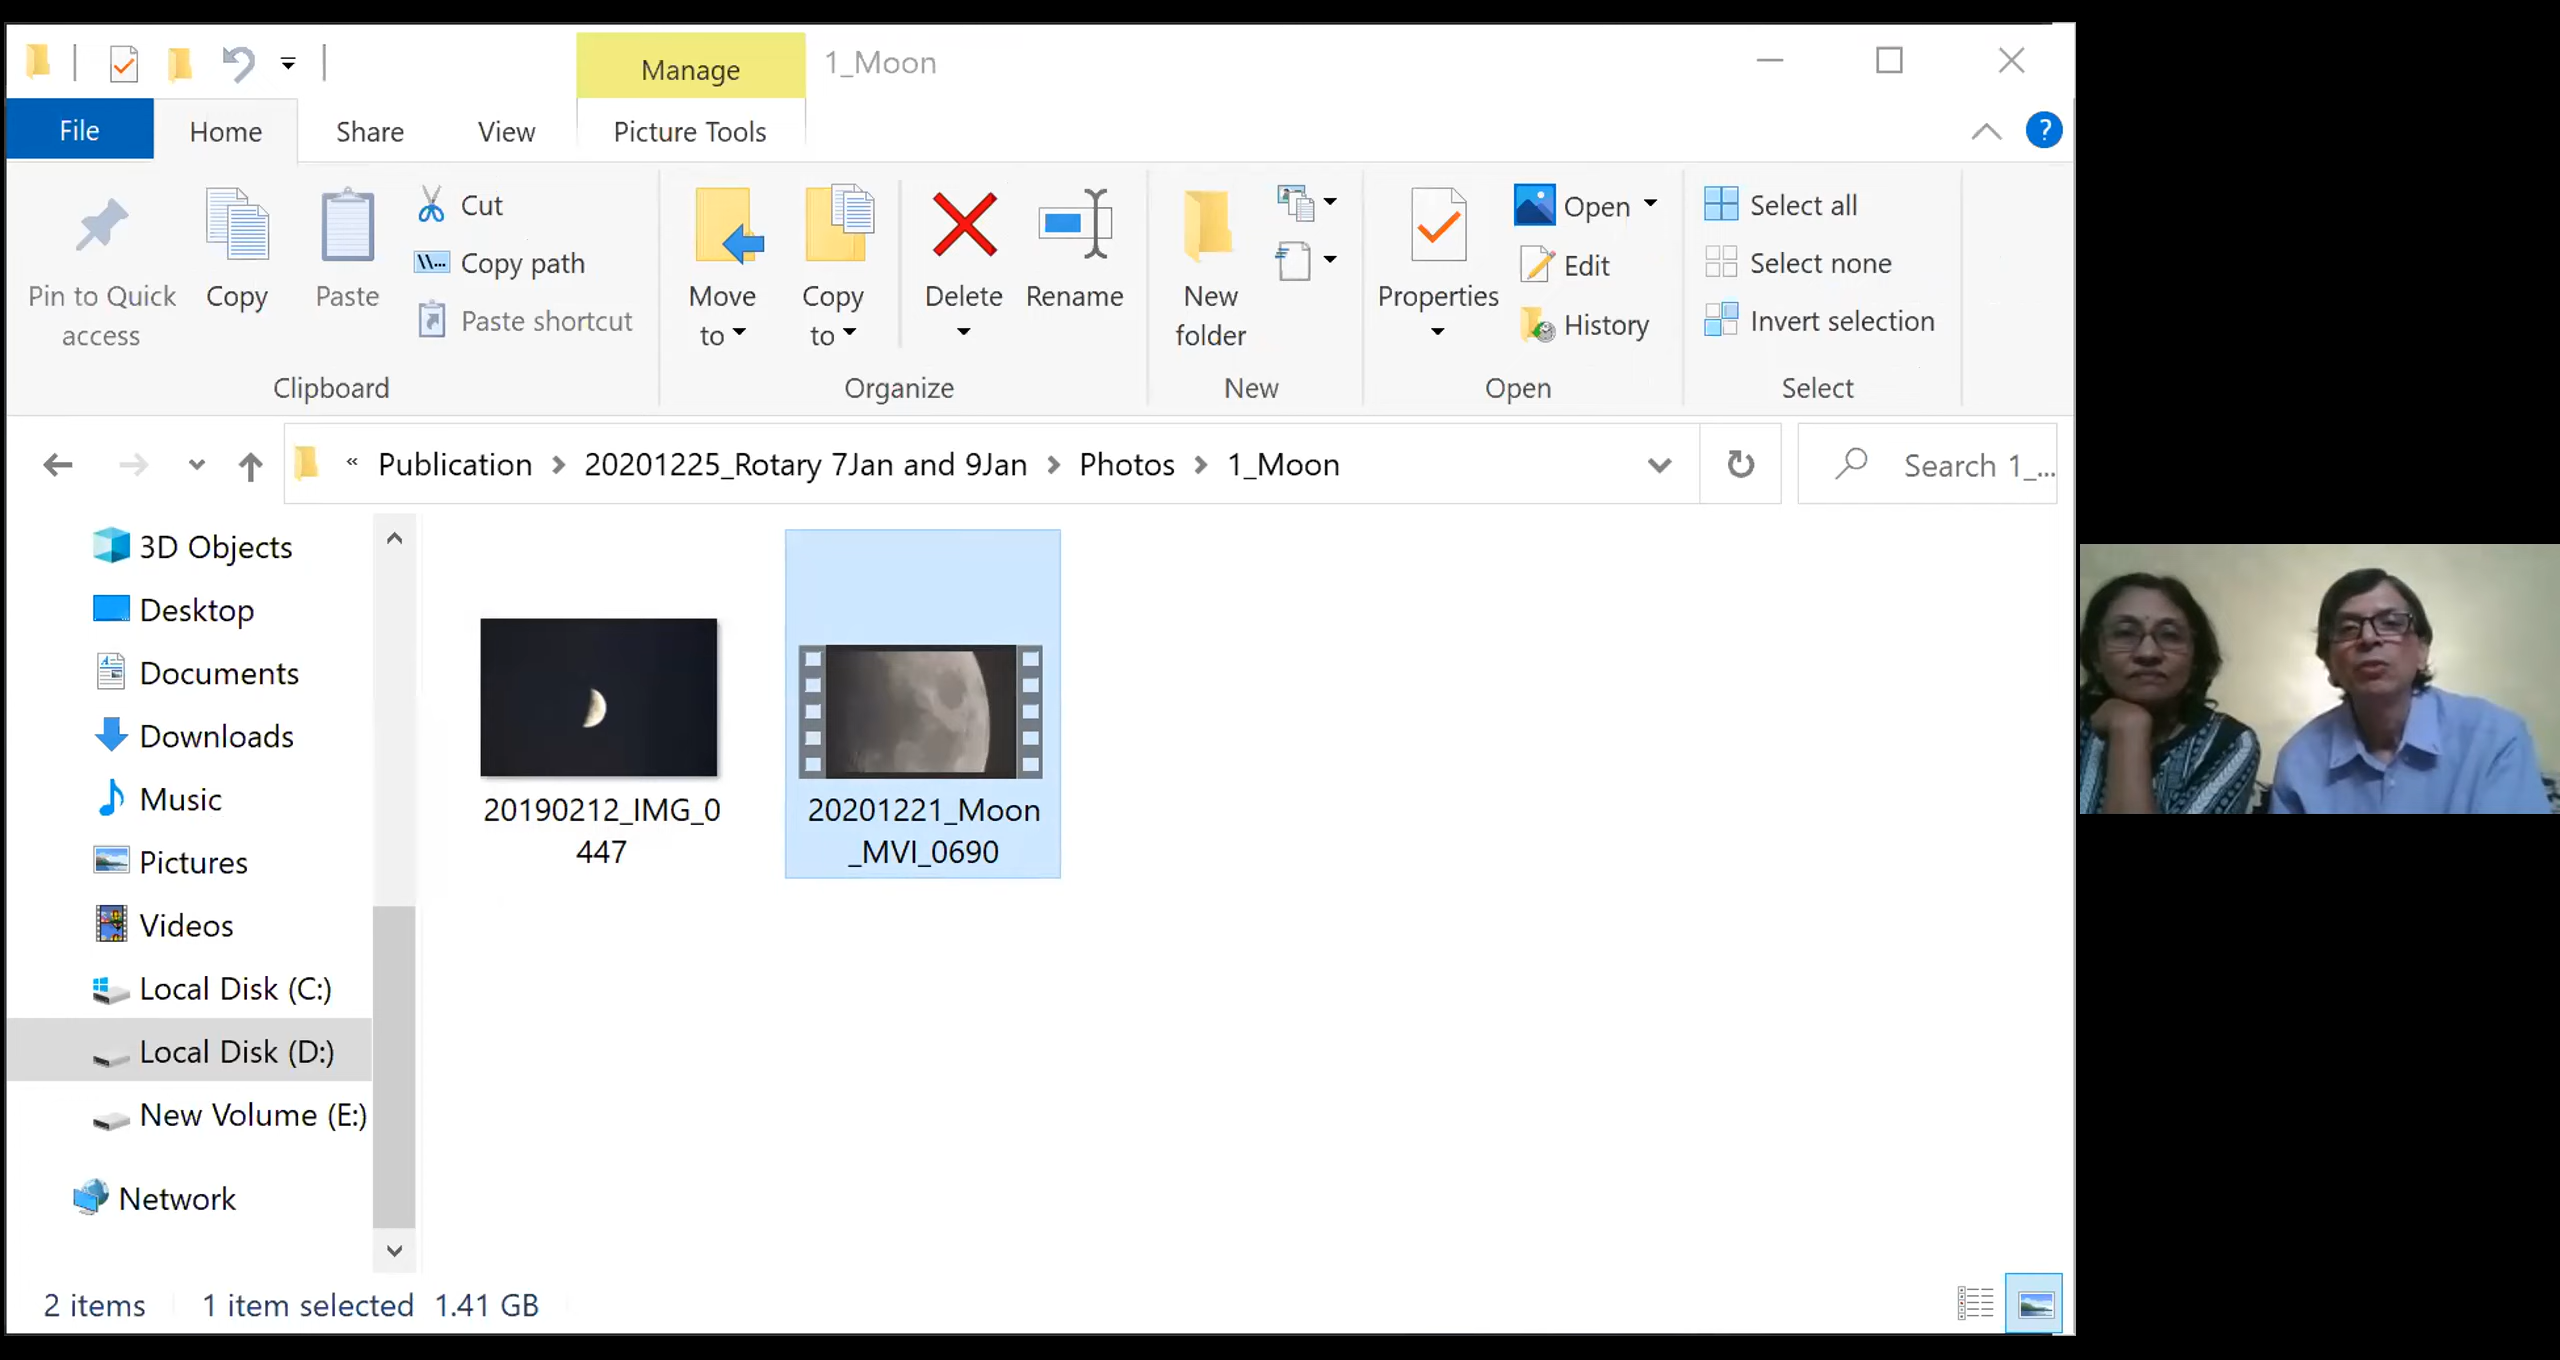 Manage 1_Moon
File Home Share View Picture Tools ?
Pin to Quick
access
Copy
Paste
Cut
Copy path
Paste shortcut
Clipboard
Move
to
Copy
to
Delete
Rename
Organize
New
folder
New
Properties
Open
Edit
History
Open
Select all
Select none
Invert selection
Select
« Publication > 20201225_Rotary 7Jan and 9Jan > Photos > 1_Moon
Search 1_...
3D Objects
Desktop
Documents
Downloads
Music
Pictures
Videos
Local Disk (C:)
Local Disk (D:)
New Volume (E:)
Network
20190212_IMG_0
447
20201221_Moon
_MVI_0690
2 items 1 item selected 1.41 GB